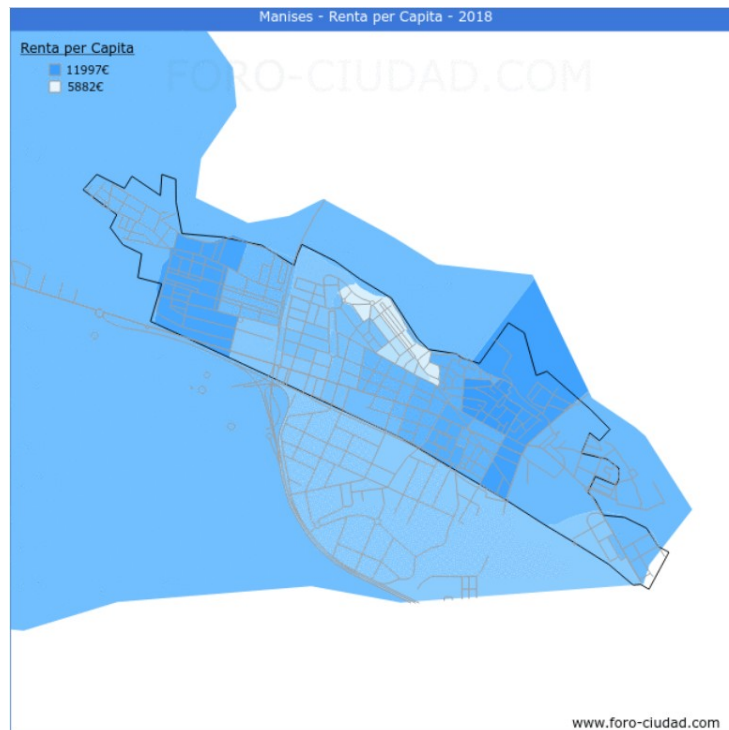 Manises - Renta per Capita - 2018
Renta per Capita
11997€
5882€
FORO-CIUDAD.COM
www.foro-ciudad.com